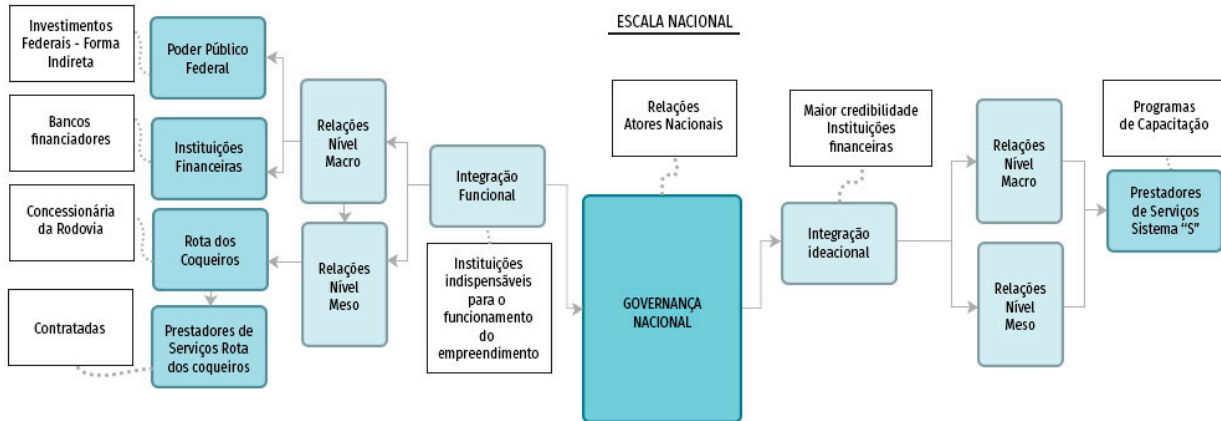 ESCALA NACIONAL
Investimentos
Federais - Forma
Indireta
Poder Público
Federal
Bancos
financiadores
Instituições
Financeiras
Concessionária
da Rodovia
Rota dos
Coqueiros
Contratadas
Prestadores de
Serviços Rota
dos coqueiros
Relações
Nível
Macro
Relações
Nível
Meso
Integração
Funcional
Instituições
indispensáveis
para o
funcionamento
do
empreendimento
Relações
Atores Nacionais
GOVERNANÇA
NACIONAL
Maior credibilidade
Instituições
financeiras
Integração
ideacional
Relações
Nível
Macro
Relações
Nível
Meso
Programas
de Capacitação
Prestadores
de Serviços
Sistema “S”